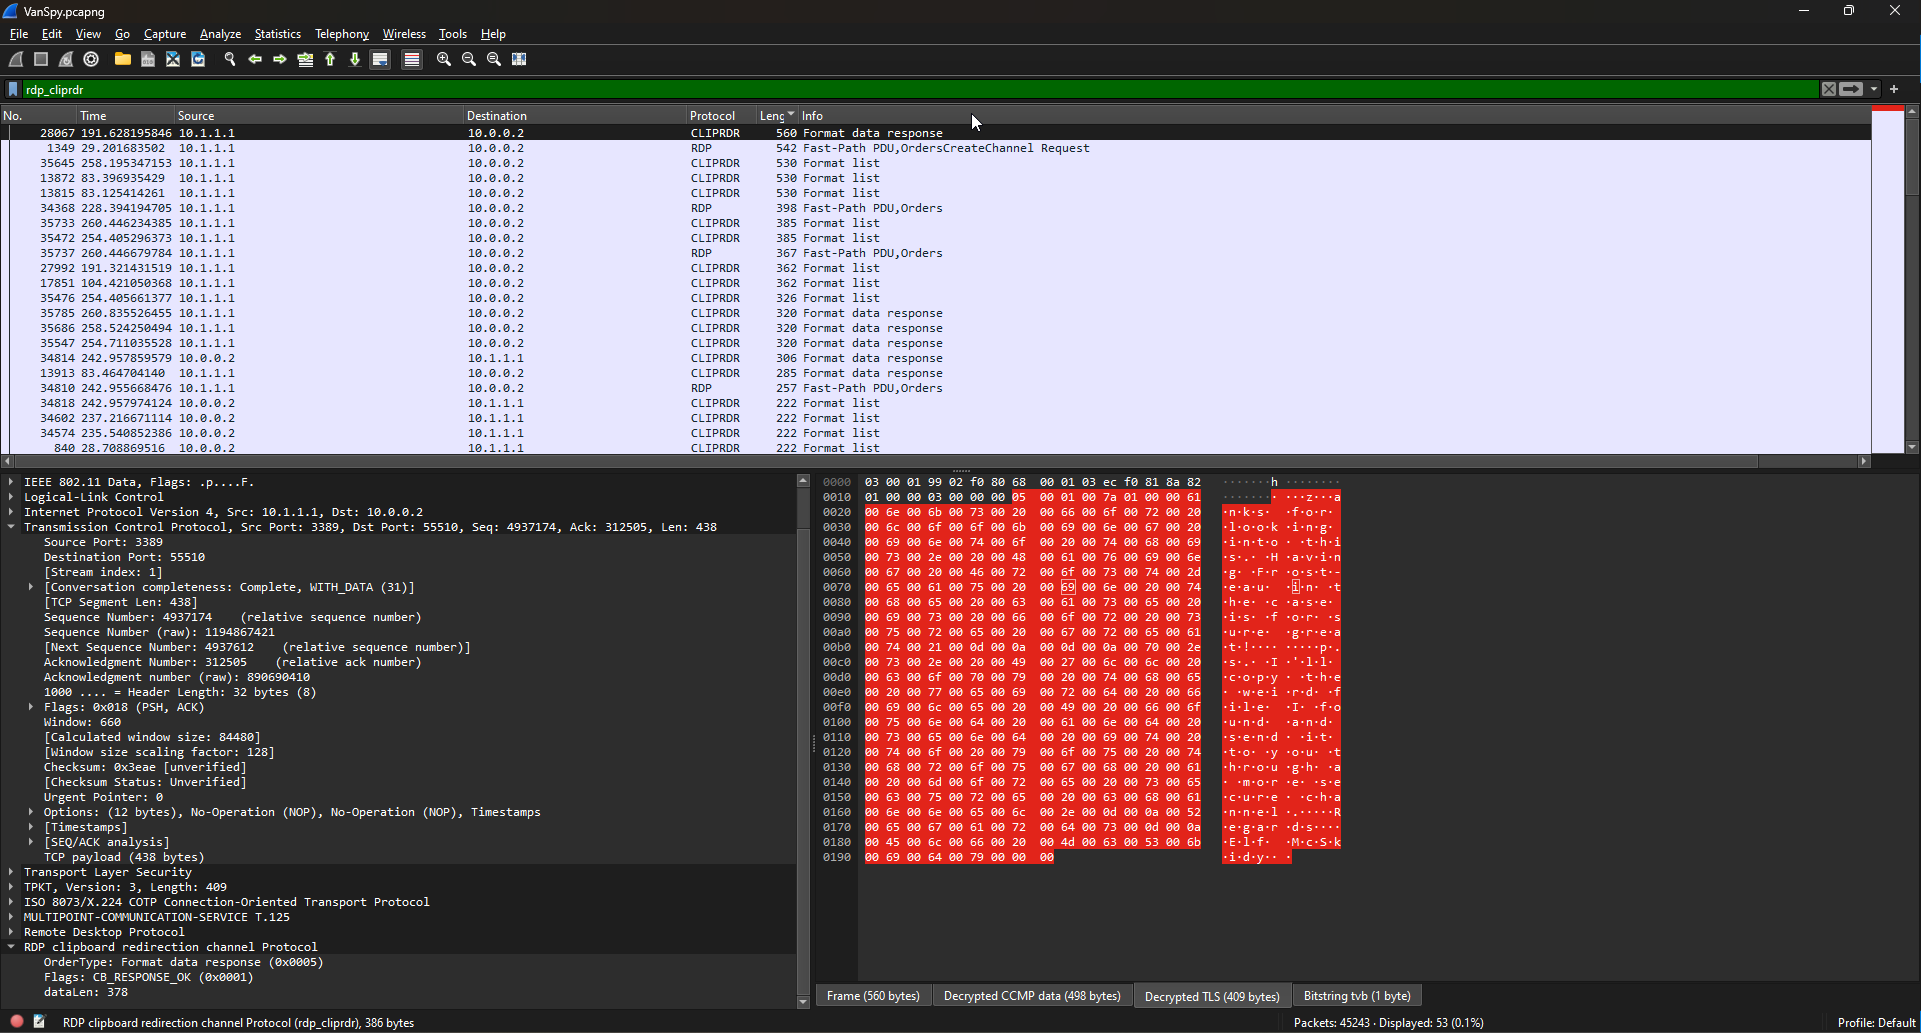 VanSpy.pcapng
File Edit View Go Capture Analyze Statistics Telephony Wireless Tools Help
rdp_cliprdr
No. Time Source Destination Protocol Leng Info
28067 191.628195846 10.1.1.1 10.0.0.2 CLIPRDR 560 Format data response
1349 29.201683502 10.1.1.1 10.0.0.2 RDP 542 Fast-Path PDU,OrdersCreateChannel Request
35645 258.195347153 10.1.1.1 10.0.0.2 CLIPRDR 530 Format list
13872 83.396935429 10.1.1.1 10.0.0.2 CLIPRDR 530 Format list
13815 83.125414261 10.1.1.1 10.0.0.2 CLIPRDR 530 Format list
34368 228.394194705 10.1.1.1 10.0.0.2 RDP 398 Fast-Path PDU,Orders
35733 260.446234385 10.1.1.1 10.0.0.2 CLIPRDR 385 Format list
35472 254.405296373 10.1.1.1 10.0.0.2 CLIPRDR 385 Format list
35737 260.446679784 10.1.1.1 10.0.0.2 RDP 367 Fast-Path PDU,Orders
27992 191.321431519 10.1.1.1 10.0.0.2 CLIPRDR 362 Format list
17851 104.421050368 10.1.1.1 10.0.0.2 CLIPRDR 362 Format list
35476 254.405661377 10.1.1.1 10.0.0.2 CLIPRDR 326 Format list
35785 260.835526455 10.1.1.1 10.0.0.2 CLIPRDR 320 Format data response
35686 258.524250494 10.1.1.1 10.0.0.2 CLIPRDR 320 Format data response
35547 254.711035528 10.1.1.1 10.0.0.2 CLIPRDR 320 Format data response
34814 242.957859579 10.0.0.2 10.1.1.1 CLIPRDR 306 Format data response
13913 83.464704140 10.1.1.1 10.0.0.2 CLIPRDR 285 Format data response
34810 242.955668476 10.1.1.1 10.0.0.2 RDP 257 Fast-Path PDU,Orders
34818 242.957974124 10.0.0.2 10.1.1.1 CLIPRDR 222 Format list
34602 237.216671114 10.0.0.2 10.1.1.1 CLIPRDR 222 Format list
34574 235.540852386 10.0.0.2 10.1.1.1 CLIPRDR 222 Format list
840 28.708869516 10.0.0.2 10.1.1.1 CLIPRDR 222 Format list
IEEE 802.11 Data, Flags: .p....F.
Logical-Link Control
Internet Protocol Version 4, Src: 10.1.1.1, Dst: 10.0.0.2
Transmission Control Protocol, Src Port: 3389, Dst Port: 55510, Seq: 4937174, Ack: 312505, Len: 438
Source Port: 3389
Destination Port: 55510
[Stream index: 1]
[Conversation completeness: Complete, WITH_DATA (31)]
[TCP Segment Len: 438]
Sequence Number: 4937174 (relative sequence number)
Sequence Number (raw): 1194867421
[Next Sequence Number: 4937612 (relative sequence number)]
Acknowledgment Number: 312505 (relative ack number)
Acknowledgment number (raw): 890690410
1000 .... = Header Length: 32 bytes (8)
Flags: 0x018 (PSH, ACK)
Window: 660
[Calculated window size: 84480]
[Window size scaling factor: 128]
Checksum: 0x3eae [unverified]
[Checksum Status: Unverified]
Urgent Pointer: 0
Options: (12 bytes), No-Operation (NOP), No-Operation (NOP), Timestamps
[Timestamps]
[SEQ/ACK analysis]
TCP payload (438 bytes)
Transport Layer Security
TPKT, Version: 3, Length: 409
ISO 8073/X.224 COTP Connection-Oriented Transport Protocol
MULTIPOINT-COMMUNICATION-SERVICE T.125
Remote Desktop Protocol
RDP clipboard redirection channel Protocol
OrderType: Format data response (0x0005)
Flags: CB_RESPONSE_OK (0x0001)
dataLen: 378
0000 03 00 01 99 02 f0 80 68 00 01 03 ec f0 81 8a 82 ·······h ········
0010 01 00 00 03 00 00 00 05 00 01 00 7a 01 00 00 61 ········ ···z···a
0020 00 6e 00 6b 00 73 00 20 00 66 00 6f 00 72 00 20 ·n·k·s· ·f·o·r·
0030 00 6c 00 6f 00 6f 00 6b 00 69 00 6e 00 67 00 20 ·l·o·o·k ·i·n·g·
0040 00 69 00 6e 00 74 00 6f 00 20 00 74 00 68 00 69 ·i·n·t·o · ·t·h·i
0050 00 73 00 2e 00 20 00 48 00 61 00 76 00 69 00 6e ·s·.· ·H ·a·v·i·n
0060 00 67 00 20 00 46 00 72 00 6f 00 73 00 74 00 2d ·g· ·F·r ·o·s·t·-
0070 00 65 00 61 00 75 00 20 00 69 00 6e 00 20 00 74 ·e·a·u· ·i·n· ·t
0080 00 68 00 65 00 20 00 63 00 61 00 73 00 65 00 20 ·h·e· ·c ·a·s·e·
0090 00 69 00 73 00 20 00 66 00 6f 00 72 00 20 00 73 ·i·s· ·f ·o·r· ·s
00a0 00 75 00 72 00 65 00 20 00 67 00 72 00 65 00 61 ·u·r·e· ·g·r·e·a
00b0 00 74 00 21 00 0d 00 0a 00 0d 00 0a 00 70 00 2e ·t·!···· ·····p·.
00c0 00 73 00 2e 00 20 00 49 00 27 00 6c 00 6c 00 20 ·s·.· ·I ·'·l·l·
00d0 00 63 00 6f 00 70 00 79 00 20 00 74 00 68 00 65 ·c·o·p·y · ·t·h·e
00e0 00 20 00 77 00 65 00 69 00 72 00 64 00 20 00 66 · ·w·e·i ·r·d· ·f
00f0 00 69 00 6c 00 65 00 20 00 49 00 20 00 66 00 6f ·i·l·e· ·I· ·f·o
0100 00 75 00 6e 00 64 00 20 00 61 00 6e 00 64 00 20 ·u·n·d· ·a·n·d·
0110 00 73 00 65 00 6e 00 64 00 20 00 69 00 74 00 20 ·s·e·n·d · ·i·t·
0120 00 74 00 6f 00 20 00 79 00 6f 00 75 00 20 00 74 ·t·o· ·y ·o·u· ·t
0130 00 68 00 72 00 6f 00 75 00 67 00 68 00 20 00 61 ·h·r·o·u ·g·h· ·a
0140 00 20 00 6d 00 6f 00 72 00 65 00 20 00 73 00 65 · ·m·o·r ·e· ·s·e
0150 00 63 00 75 00 72 00 65 00 20 00 63 00 68 00 61 ·c·u·r·e · ·c·h·a
0160 00 6e 00 6e 00 65 00 6c 00 2e 00 0d 00 0a 00 52 ·n·n·e·l ·.·····R
0170 00 65 00 67 00 61 00 72 00 64 00 73 00 0d 00 0a ·e·g·a·r ·d·s····
0180 00 45 00 6c 00 66 00 20 00 4d 00 63 00 53 00 6b ·E·l·f· ·M·c·S·k
0190 00 69 00 64 00 79 00 00 00 00 ·i·d·y·· ··
Frame (560 bytes) Decrypted CCMP data (498 bytes) Decrypted TLS (409 bytes) Bitstring tvb (1 byte)
RDP clipboard redirection channel Protocol (rdp_cliprdr), 386 bytes Packets: 45243 · Displayed: 53 (0.1%) Profile: Default